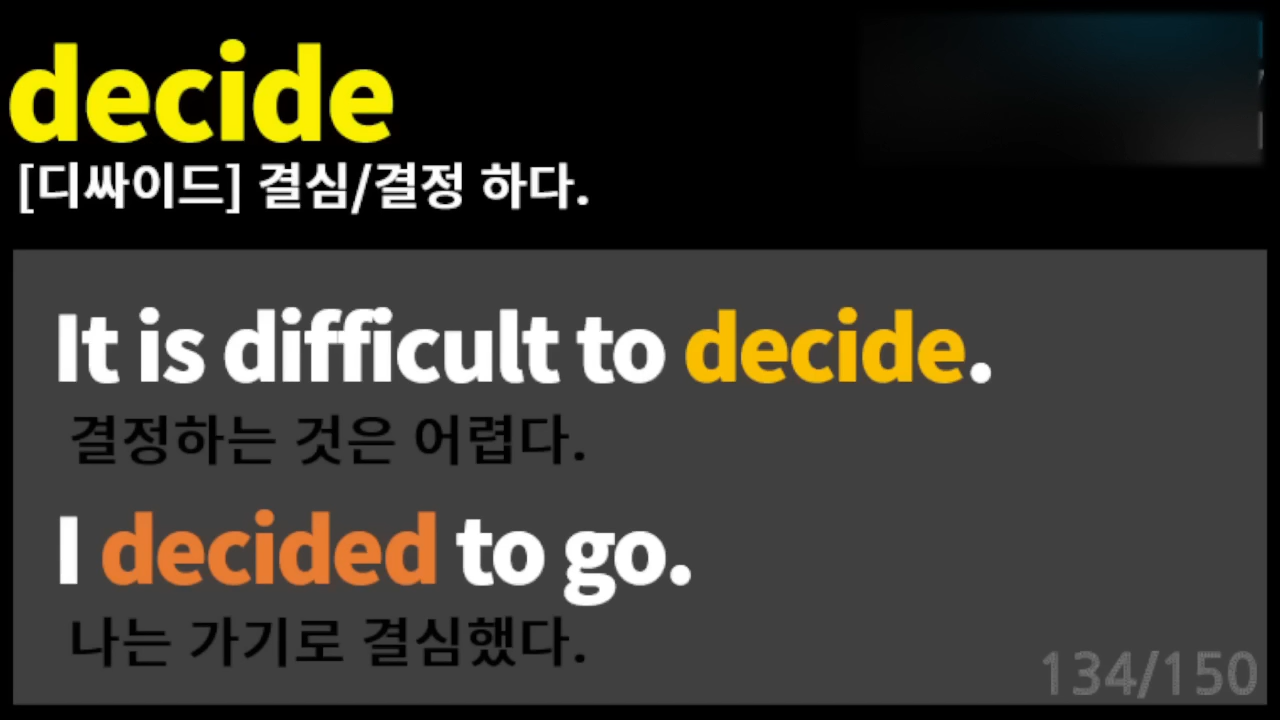 decide
[디싸이드] 결심/결정 하다.
It is difficult to decide.
결정하는 것은 어렵다.
I decided to go.
나는 가기로 결심했다.
134/150